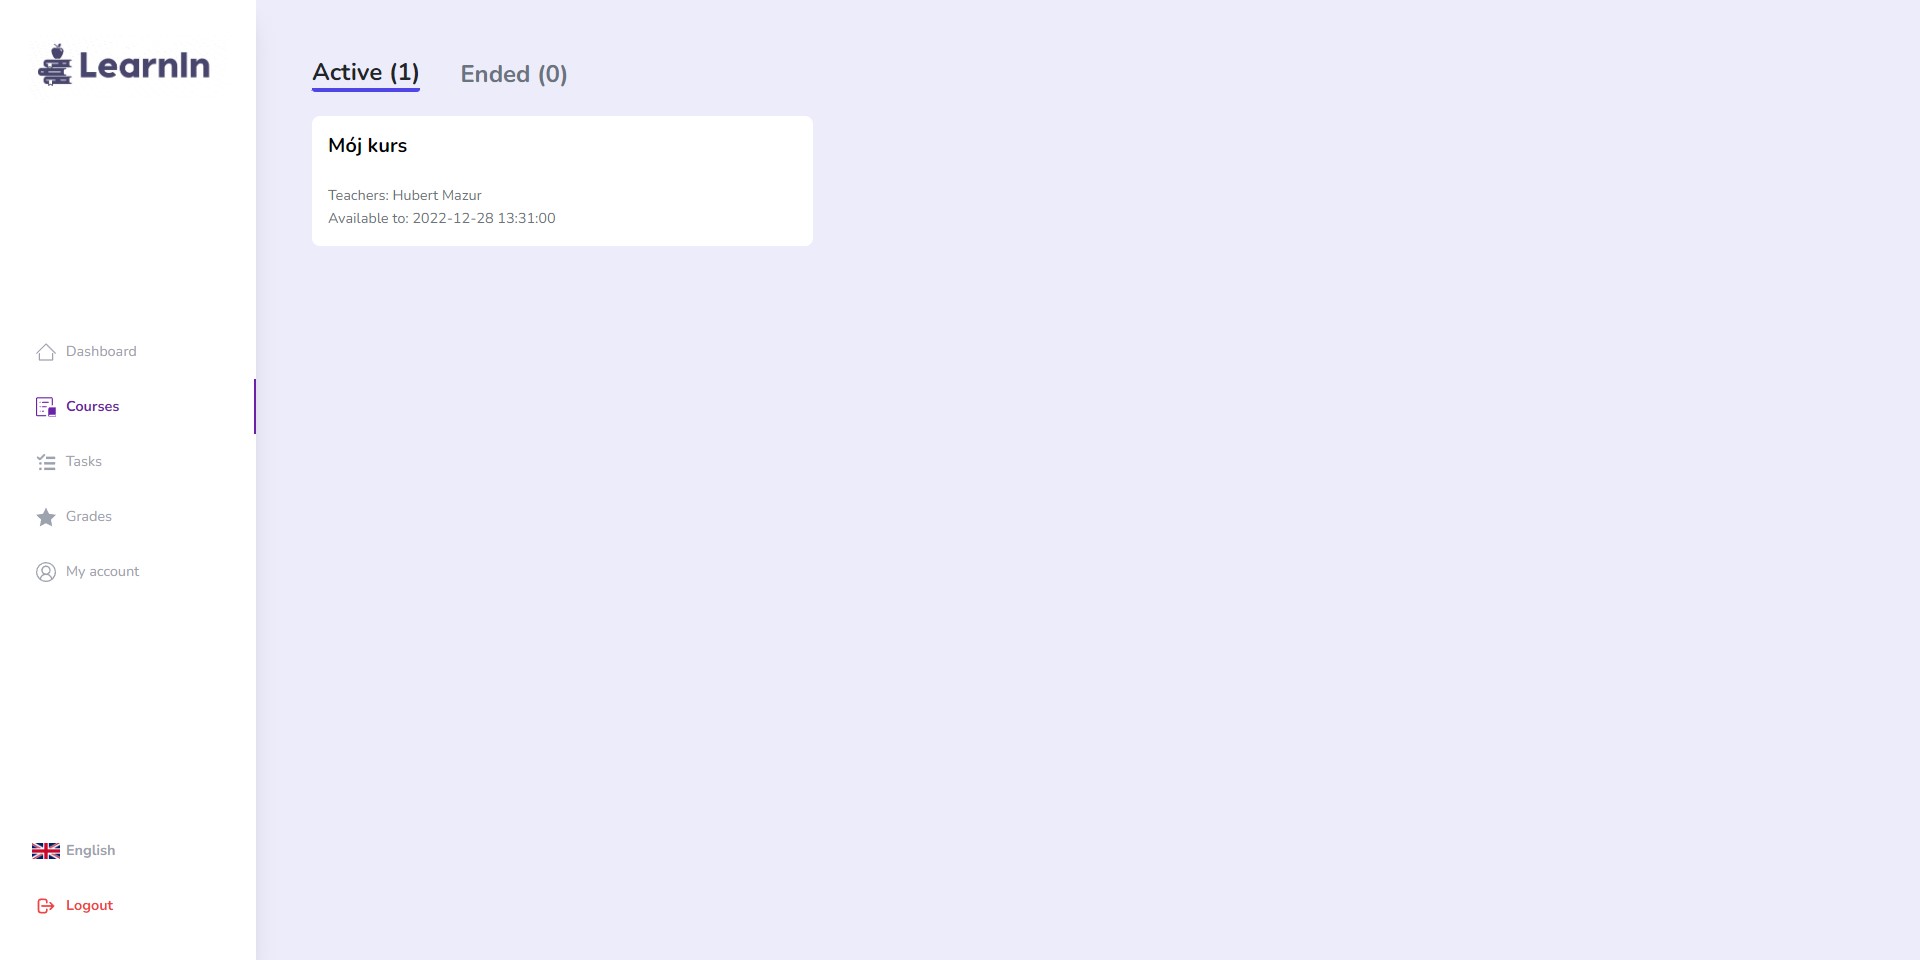 LearnIn
Dashboard
Courses
Tasks
Grades
My account
English
Logout
Active (1)
Ended (0)
Mój kurs
Teachers: Hubert Mazur
Available to: 2022-12-28 13:31:00